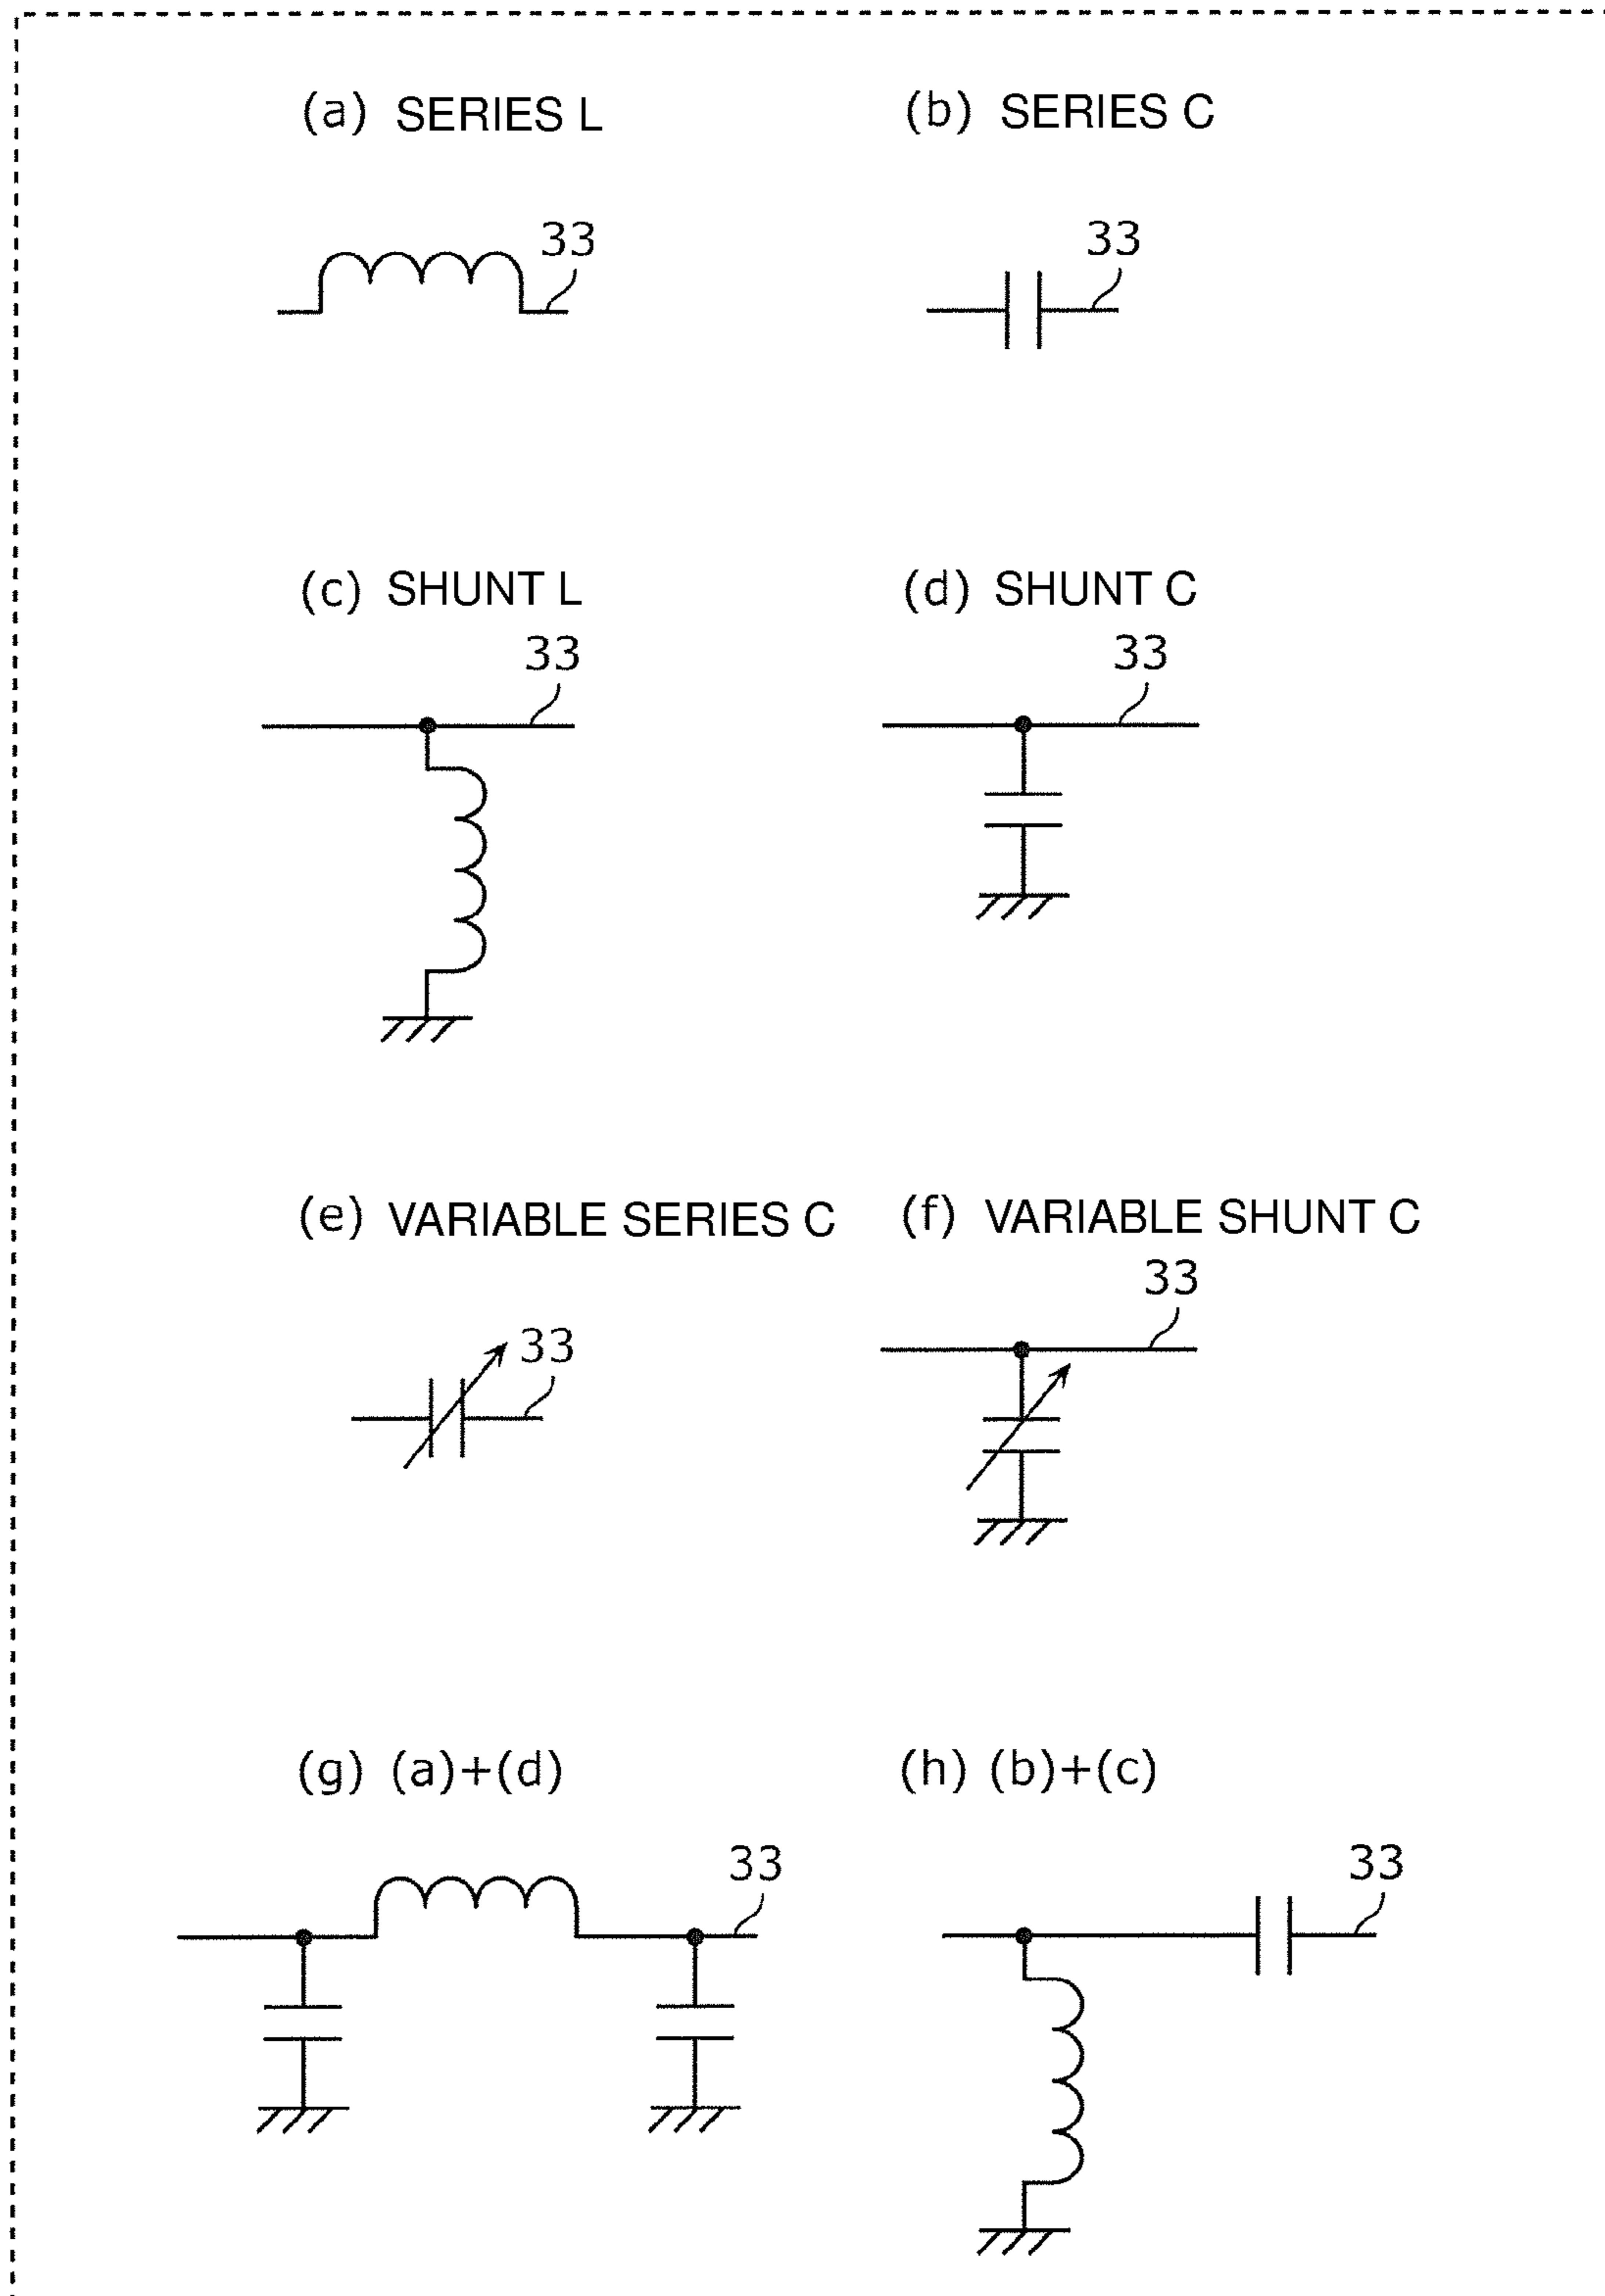 (a) SERIES L
33
(b) SERIES C
33
(c) SHUNT L
33
(d) SHUNT C
33
(e) VARIABLE SERIES C
33
(f) VARIABLE SHUNT C
33
(g) (a)+(d)
33
(h) (b)+(c)
33